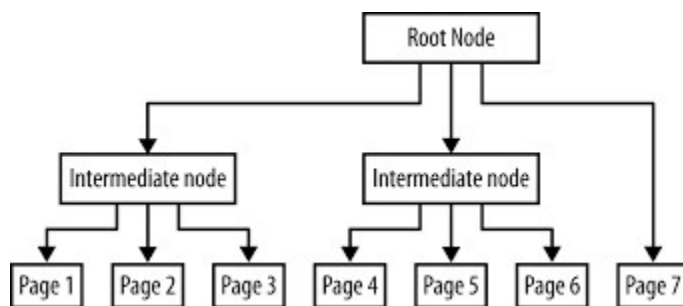 Root Node
Intermediate node
Intermediate node
Page 1
Page 2
Page 3
Page 4
Page 5
Page 6
Page 7